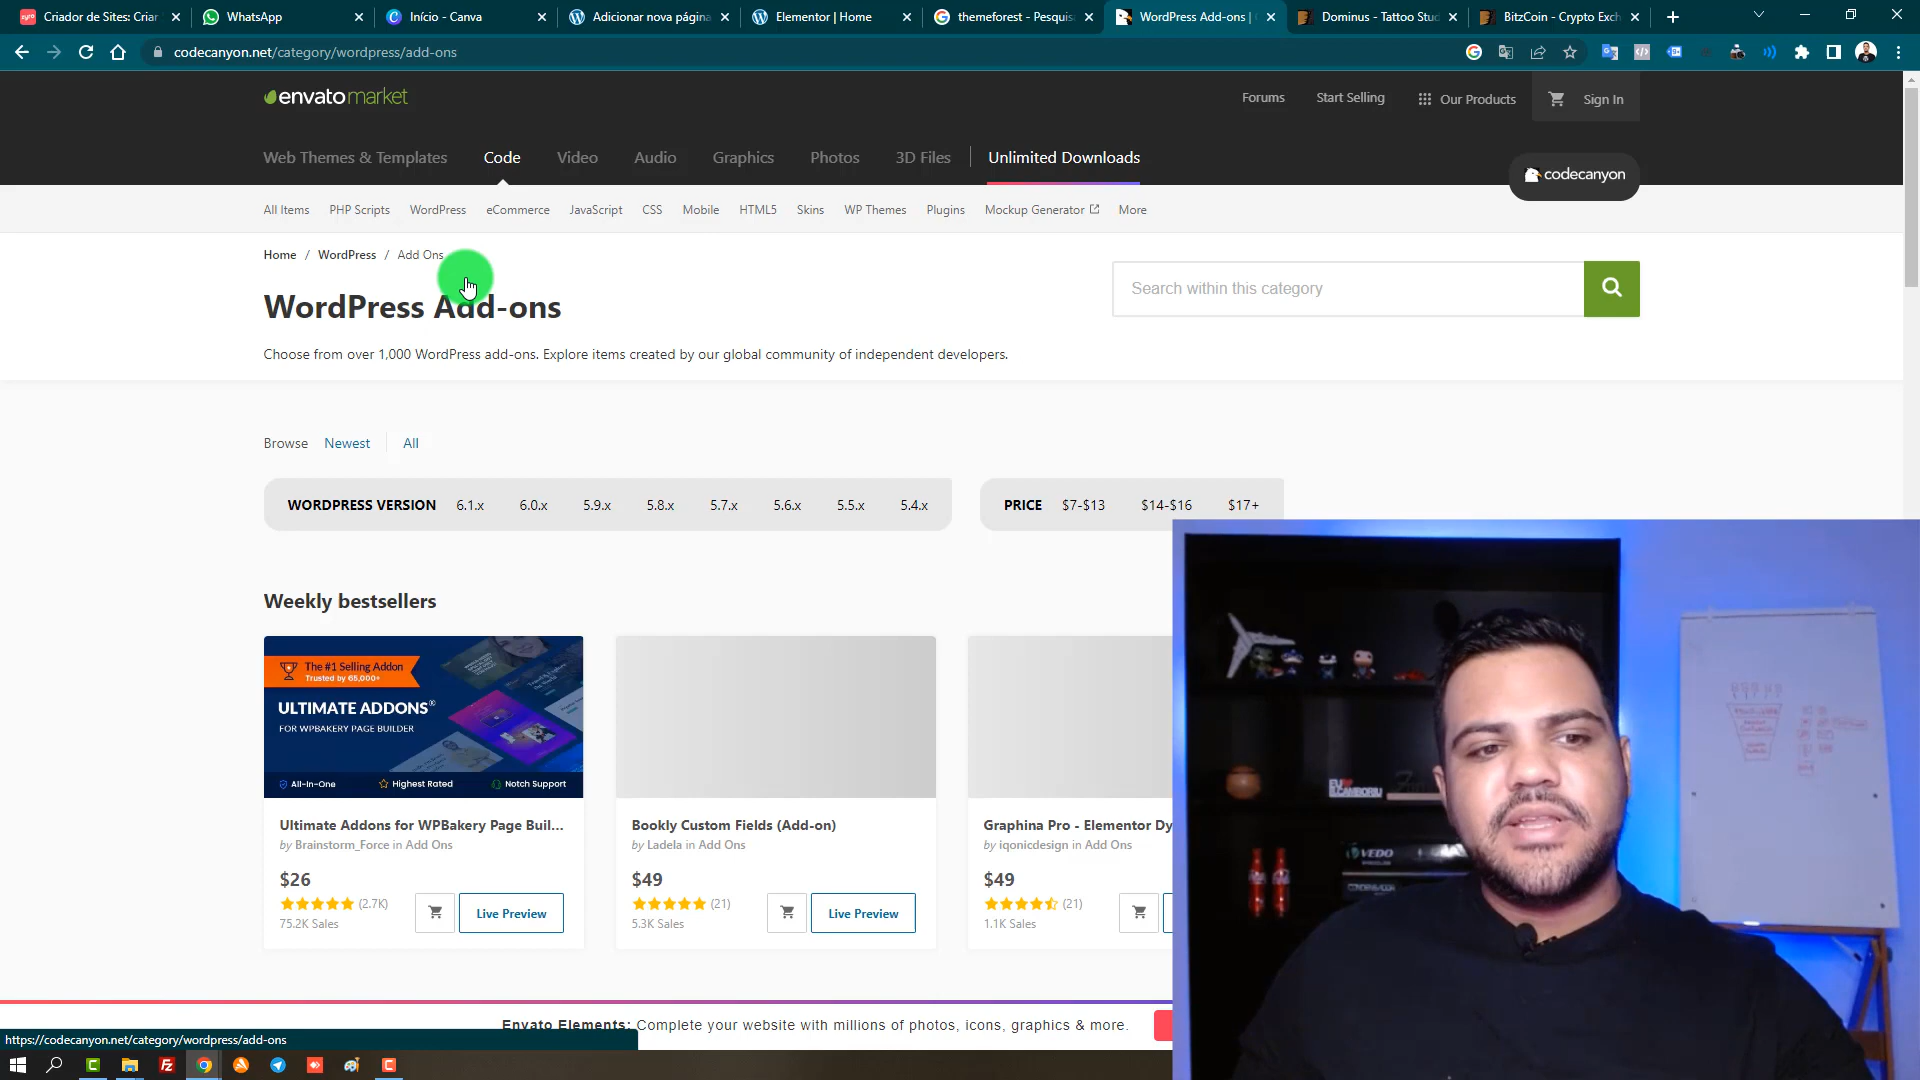 Criador de Sites: Criar
WhatsApp
Início - Canva
Adicionar nova página
Elementor | Home
themeforest - Pesquis
WordPress Add-ons |
Dominus - Tattoo Stud
BitzCoin - Crypto Exch
codecanyon.net/category/wordpress/add-ons
envatomarket
Forums
Start Selling
Our Products
Sign In
Web Themes & Templates
Code
Video
Audio
Graphics
Photos
3D Files
Unlimited Downloads
codecanyon
All Items
PHP Scripts
WordPress
eCommerce
JavaScript
CSS
Mobile
HTML5
Skins
WP Themes
Plugins
Mockup Generator
More
Home / WordPress / Add Ons
WordPress Add-ons
Search within this category
Choose from over 1,000 WordPress add-ons. Explore items created by our global community of independent developers.
Browse
Newest
All
WORDPRESS VERSION 6.1.x 6.0.x 5.9.x 5.8.x 5.7.x 5.6.x 5.5.x 5.4.x
PRICE $7-$13 $14-$16 $17+
Weekly bestsellers
The #1 Selling Addon
Trusted by 65,000+
ULTIMATE ADDONS®
FOR WPBAKERY PAGE BUILDER
All-In-One
Highest Rated
Notch Support
Ultimate Addons for WPBakery Page Buil...
by Brainstorm_Force in Add Ons
$26
(2.7K)
75.2K Sales
Live Preview
Bookly Custom Fields (Add-on)
by Ladela in Add Ons
$49
(21)
5.3K Sales
Live Preview
Graphina Pro - Elementor Dy
by iqonicdesign in Add Ons
$49
(21)
1.1K Sales
EU
B.CAMBORIU
VEDO
Envato Elements: Complete your website with millions of photos, icons, graphics & more.
https://codecanyon.net/category/wordpress/add-ons